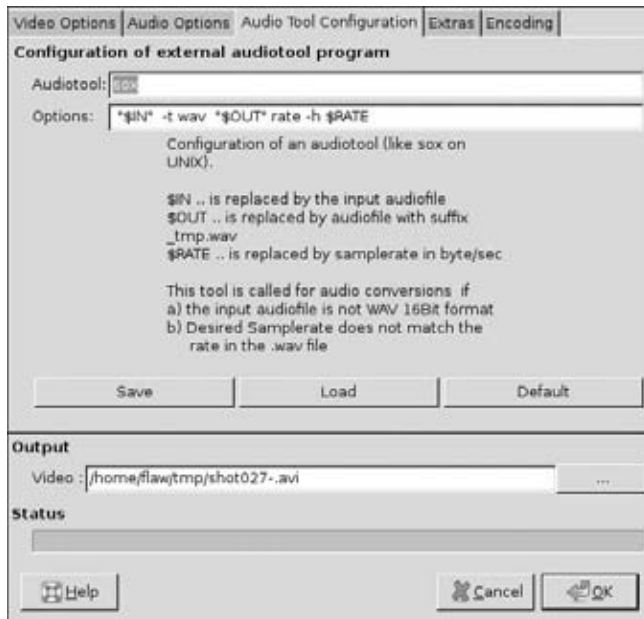 Video Options Audio Options Audio Tool Configuration Extras Encoding
Configuration of external audiotool program
Audiotool: sox
Options: "$IN" -t wav "$OUT" rate -h $RATE
Configuration of an audiotool (like sox on
UNIX).
$IN .. is replaced by the input audiofile
$OUT .. is replaced by audiofile with suffix
_tmp.wav
$RATE .. is replaced by samplerate in byte/sec
This tool is called for audio conversions if
a) the input audiofile is not WAV 16Bit format
b) Desired Samplerate does not match the
rate in the .wav file
Save Load Default
Output
Video : /home/flaw/tmp/shot027-.avi ...
Status
Help Cancel OK